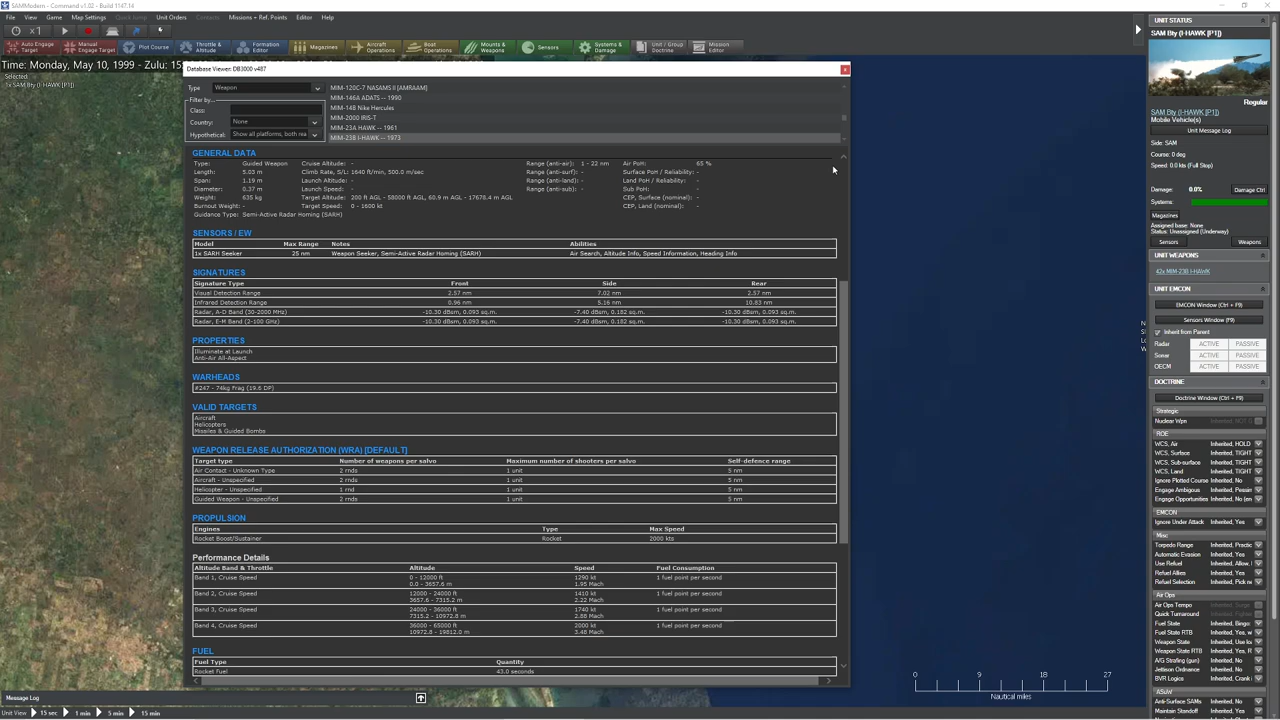 SAMModern - Command v1.02 - Build 1147.14
File View Game Map Settings Quick Jump Unit Orders Contacts Missions + Ref. Points Editor Help
x1
Auto Engage Target Manual Engage Target Plot Course Throttle & Altitude Formation Editor Magazines Aircraft Operations Boat Operations Mounts & Weapons Sensors Systems & Damage Unit / Group Doctrine Mission Editor
Time: Monday, May 10, 1999 - Zulu: 15
Selected:
1x SAM Bty (I-HAWK [P1])
Database Viewer: DB3000 v487
Type Weapon
Filter by...
Class:
Country: None
Hypothetical: Show all platforms, both rea
MIM-120C-7 NASAMS II [AMRAAM]
MIM-146A ADATS -- 1990
MIM-14B Nike Hercules
MIM-2000 IRIS-T
MIM-23A HAWK -- 1961
MIM-23B I-HAWK -- 1973
GENERAL DATA
Type: Guided Weapon Cruise Altitude: - Range (anti-air): 1 - 22 nm Air PoH: 65 %
Length: 5.03 m Climb Rate, S/L: 1640 ft/min, 500.0 m/sec Range (anti-surf): - Surface PoH / Reliability: -
Span: 1.19 m Launch Altitude: - Range (anti-land): - Land PoH / Reliability: -
Diameter: 0.37 m Launch Speed: - Range (anti-sub): - Sub PoH: -
Weight: 635 kg Target Altitude: 200 ft AGL - 58000 ft AGL, 60.9 m AGL - 17678.4 m AGL CEP, Surface (nominal): -
Burnout Weight: - Target Speed: 0 - 1600 kt CEP, Land (nominal): -
Guidance Type: Semi-Active Radar Homing (SARH)
SENSORS / EW
Model Max Range Notes Abilities
1x SARH Seeker 25 nm Weapon Seeker, Semi-Active Radar Homing (SARH) Air Search, Altitude Info, Speed Information, Heading Info
SIGNATURES
Signature Type Front Side Rear
Visual Detection Range 2.57 nm 7.02 nm 2.57 nm
Infrared Detection Range 0.96 nm 5.16 nm 10.83 nm
Radar, A-D Band (30-2000 MHz) -10.30 dBsm, 0.093 sq.m. -7.40 dBsm, 0.182 sq.m. -10.30 dBsm, 0.093 sq.m.
Radar, E-M Band (2-100 GHz) -10.30 dBsm, 0.093 sq.m. -7.40 dBsm, 0.182 sq.m. -10.30 dBsm, 0.093 sq.m.
PROPERTIES
Illuminate at Launch
Anti-Air All-Aspect
WARHEADS
#247 - 74kg Frag (19.6 DP)
VALID TARGETS
Aircraft
Helicopters
Missiles & Guided Bombs
WEAPON RELEASE AUTHORIZATION (WRA) [DEFAULT]
Target type Number of weapons per salvo Maximum number of shooters per salvo Self-defence range
Air Contact - Unknown Type 2 rnds 1 unit 5 nm
Aircraft - Unspecified 2 rnds 1 unit 5 nm
Helicopter - Unspecified 1 rnd 1 unit 5 nm
Guided Weapon - Unspecified 2 rnds 1 unit 5 nm
PROPULSION
Engines Type Max Speed
Rocket Boost/Sustainer Rocket 2000 kts
Performance Details
Altitude Band & Throttle Altitude Speed Fuel Consumption
Band 1, Cruise Speed 0 - 12000 ft 1290 kt 1 fuel point per second
0.0 - 3657.6 m 1.95 Mach
Band 2, Cruise Speed 12000 - 24000 ft 1410 kt 1 fuel point per second
3657.6 - 7315.2 m 2.22 Mach
Band 3, Cruise Speed 24000 - 36000 ft 1740 kt 1 fuel point per second
7315.2 - 10972.8 m 2.88 Mach
Band 4, Cruise Speed 36000 - 65000 ft 2000 kt 1 fuel point per second
10972.8 - 19812.0 m 3.48 Mach
FUEL
Fuel Type Quantity
Rocket Fuel 43.0 seconds
0 9 18 27
Nautical miles
Message Log
Unit View 15 sec 1 min 5 min 15 min
UNIT STATUS
SAM Bty (I-HAWK [P1])
Regular
SAM Bty (I-HAWK [P1])
Mobile Vehicle(s)
Unit Message Log
Side: SAM
Course: 0 deg
Speed: 0.0 kts (Full Stop)
Damage: 0.0% Damage Ctrl
Systems:
Magazines
Assigned base: None
Status: Unassigned (Underway)
Sensors Weapons
UNIT WEAPONS
42x MIM-23B I-HAWK
UNIT EMCON
EMCON Window (Ctrl + F9)
Sensors Window (F9)
Inherit from Parent
Radar ACTIVE PASSIVE
Sonar ACTIVE PASSIVE
OECM ACTIVE PASSIVE
DOCTRINE
Doctrine Window (Ctrl + F9)
Strategic
Nuclear Wpn Inherited, NO
ROE
WCS, Air Inherited, HOLD
WCS, Surface Inherited, TIGHT
WCS, Sub-surface Inherited, TIGHT
WCS, Land Inherited, TIGHT
Ignore Plotted Course Inherited, No
Engage Ambiguous Inherited, Pessim
Engage Opportunities Inherited, No
EMCON
Ignore Under Attack Inherited, Yes
Misc
Torpedo Range Inherited, Practic
Automatic Evasion Inherited, Yes
Use Refuel Inherited, Allow,
Refuel Allies Inherited, Yes
Refuel Selection Inherited, Pick n
Air Ops
Air Ops Tempo Inherited, Surge
Quick Turnaround
Fuel State Inherited, Bingo
Fuel State RTB Inherited, Yes,
Weapon State Inherited, Use lo
Weapon State RTB Inherited, Yes,
A/G Strafing (gun) Inherited, No
Jettison Ordnance Inherited, No
BVR Logics Inherited, Crank
ASuW
Anti-Surface SAMs Inherited, Yes
Maintain Standoff Inherited, Yes